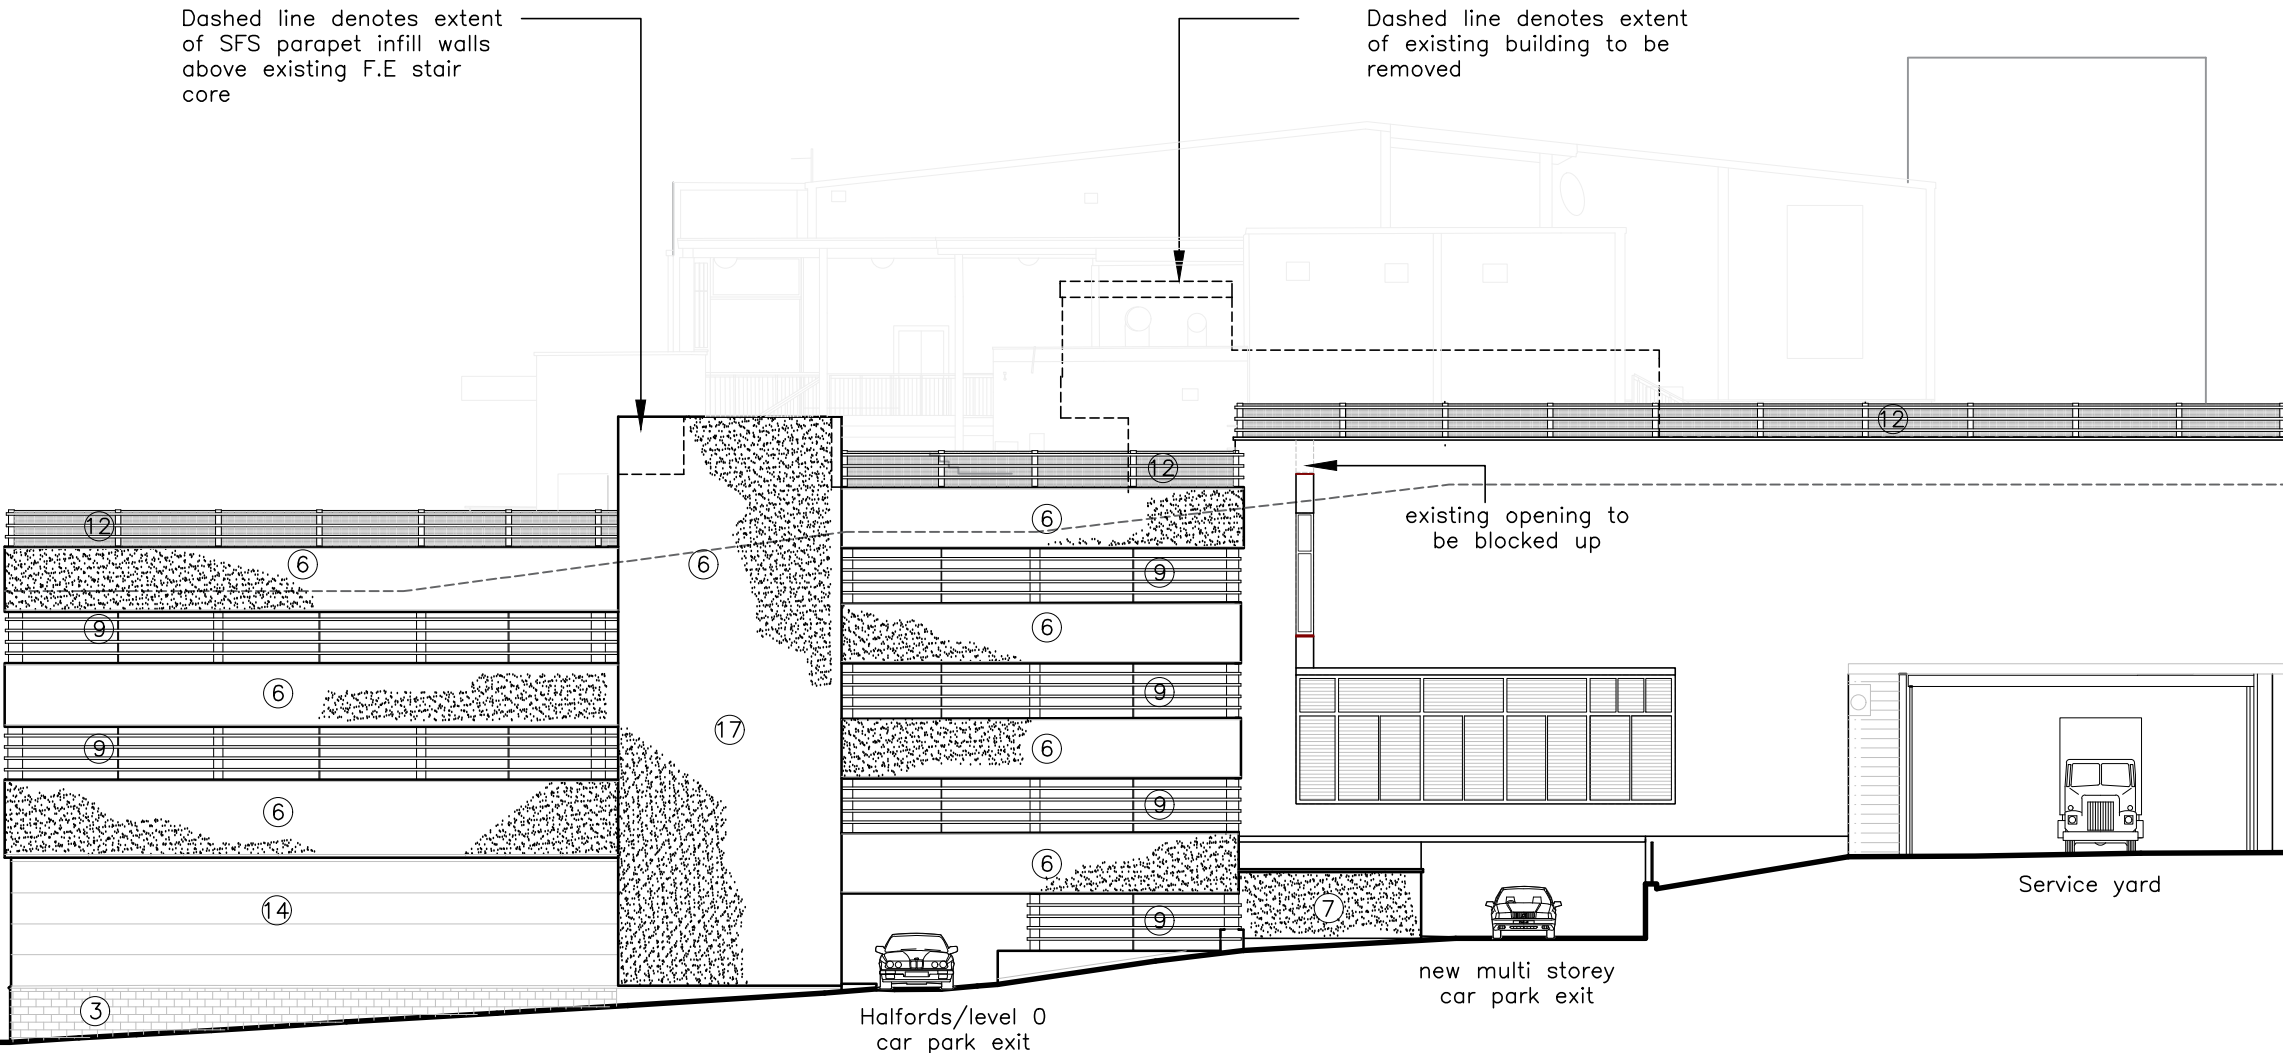 Dashed line denotes extent
of SFS parapet infill walls
above existing F.E stair
core
Dashed line denotes extent
of existing building to be
removed
12
12
12
existing opening to
be blocked up
6
6
6
9
9
6
6
9
9
6
17
6
9
6
6
9
14
7
Service yard
3
new multi storey
car park exit
Halfords/level 0
car park exit